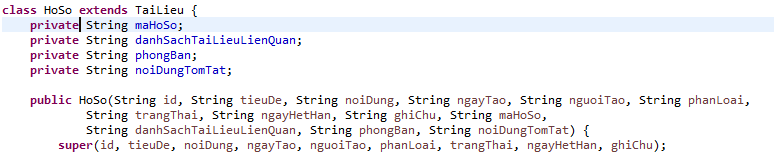 class HoSo extends TaiLieu {
    private String maHoSo;
    private String danhSachTaiLieuLienQuan;
    private String phongBan;
    private String noiDungTomTat;

    public HoSo(String id, String tieuDe, String noiDung, String ngayTao, String nguoiTao, String phanLoai,
            String trangThai, String ngayHetHan, String ghiChu, String maHoSo,
            String danhSachTaiLieuLienQuan, String phongBan, String noiDungTomTat) {
        super(id, tieuDe, noiDung, ngayTao, nguoiTao, phanLoai, trangThai, ngayHetHan, ghiChu);